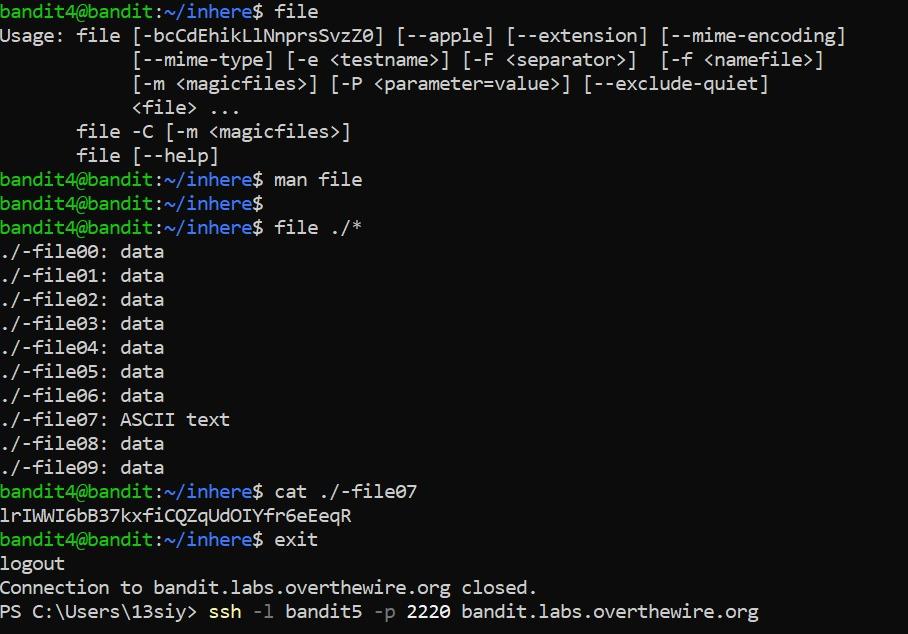 bandit4@bandit:~/inhere$ file
Usage: file [-bcCdEhikLlNnprsSvzZ0] [--apple] [--extension] [--mime-encoding]
            [--mime-type] [-e <testname>] [-F <separator>]  [-f <namefile>]
            [-m <magicfiles>] [-P <parameter=value>] [--exclude-quiet]
            <file> ...
       file -C [-m <magicfiles>]
       file [--help]
bandit4@bandit:~/inhere$ man file
bandit4@bandit:~/inhere$
bandit4@bandit:~/inhere$ file ./*
./-file00: data
./-file01: data
./-file02: data
./-file03: data
./-file04: data
./-file05: data
./-file06: data
./-file07: ASCII text
./-file08: data
./-file09: data
bandit4@bandit:~/inhere$ cat ./-file07
lrIWWI6bB37kxfiCQZqUdOIYfr6eEeqR
bandit4@bandit:~/inhere$ exit
logout
Connection to bandit.labs.overthewire.org closed.
PS C:\Users\13siy> ssh -l bandit5 -p 2220 bandit.labs.overthewire.org